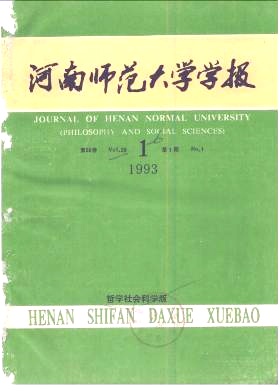 河南师范大学学报
JOURNAL OF HENAN NORMAL UNIVERSITY
(PHILOSOPHY AND SOCIAL SCIENCES)
第20卷 Vol.20 1 第1期 No.1
1993
哲学社会科学版
HENAN SHIFAN DAXUE XUEBAO